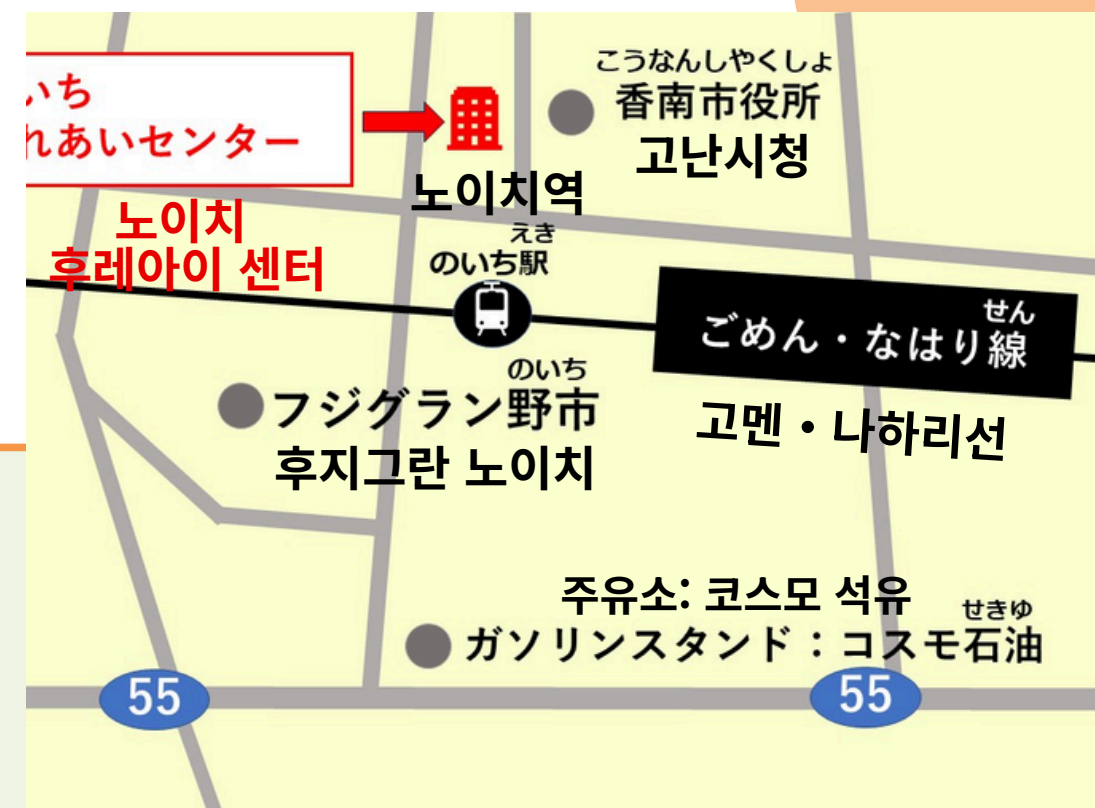 いち
れあいセンター
노이치
후레아이 센터
こうなんしやくしょ
香南市役所
고난시청
노이치역
えき
のいち駅
せん
ごめん・なはり線
고멘・나하리선
のいち
フジグラン野市
후지그란 노이치
주유소: 코스모 석유
せきゆ
ガソリンスタンド：コスモ石油
55
55